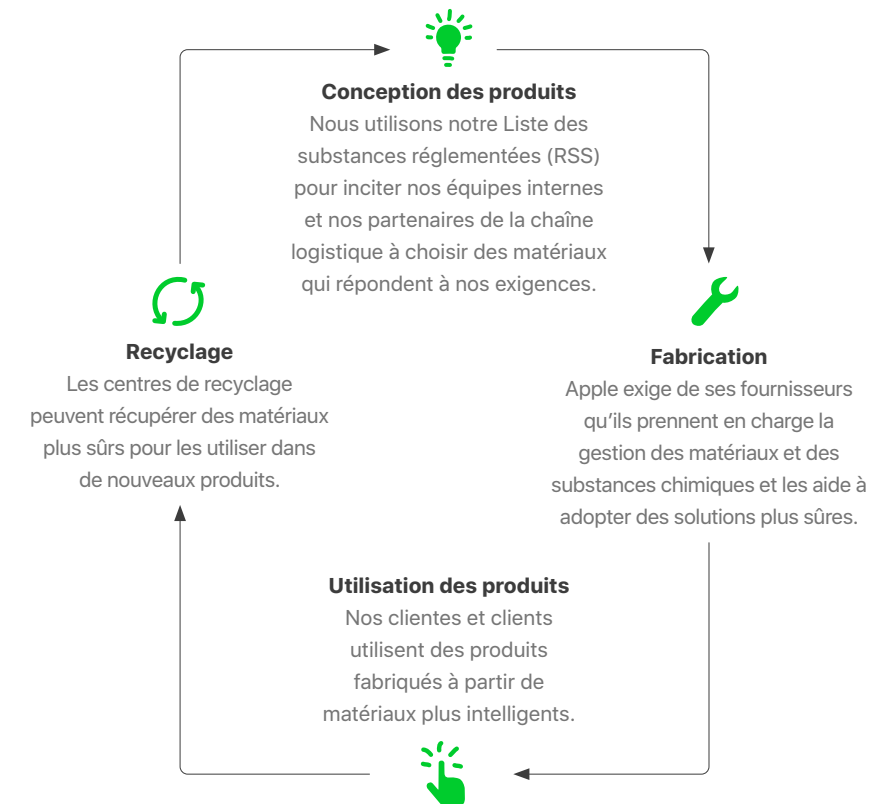 Conception des produits
Nous utilisons notre Liste des
substances réglementées (RSS)
pour inciter nos équipes internes
et nos partenaires de la chaîne
logistique à choisir des matériaux
qui répondent à nos exigences.
Fabrication
Apple exige de ses fournisseurs
qu’ils prennent en charge la
gestion des matériaux et des
substances chimiques et les aide à
adopter des solutions plus sûres.
Utilisation des produits
Nos clientes et clients
utilisent des produits
fabriqués à partir de
matériaux plus intelligents.
Recyclage
Les centres de recyclage
peuvent récupérer des matériaux
plus sûrs pour les utiliser dans
de nouveaux produits.